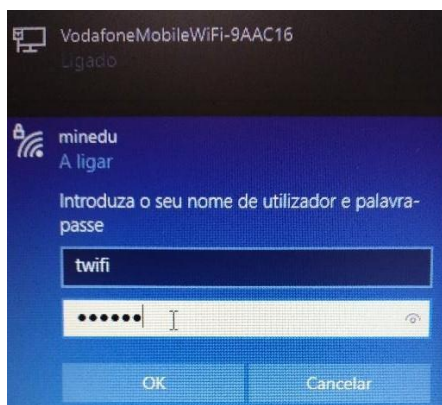 VodafoneMobileWiFi-9AAC16
Ligado
minedu
A ligar
Introduza o seu nome de utilizador e palavra-
passe
twifi
••••••
OK
Cancelar